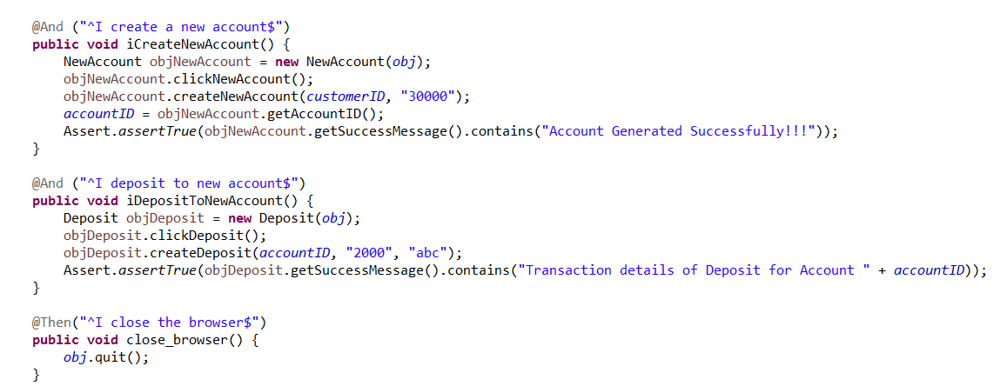 @And ("^I create a new account$")
public void iCreateNewAccount() {
    NewAccount objNewAccount = new NewAccount(obj);
    objNewAccount.clickNewAccount();
    objNewAccount.createNewAccount(customerID, "30000");
    accountID = objNewAccount.getAccountID();
    Assert.assertTrue(objNewAccount.getSuccessMessage().contains("Account Generated Successfully!!!"));
}

@And ("^I deposit to new account$")
public void iDepositToNewAccount() {
    Deposit objDeposit = new Deposit(obj);
    objDeposit.clickDeposit();
    objDeposit.createDeposit(accountID, "2000", "abc");
    Assert.assertTrue(objDeposit.getSuccessMessage().contains("Transaction details of Deposit for Account " + accountID));
}

@Then("^I close the browser$")
public void close_browser() {
    obj.quit();
}